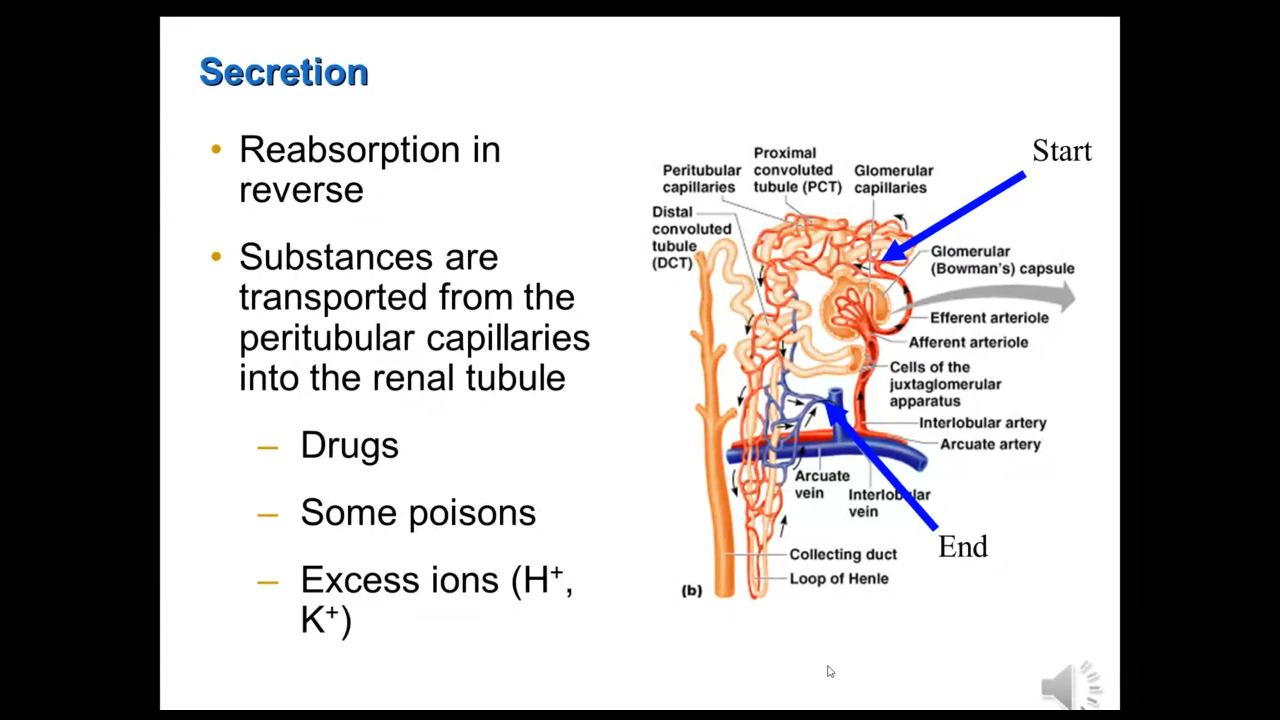 Secretion
• Reabsorption in
reverse
• Substances are
transported from the
peritubular capillaries
into the renal tubule
– Drugs
– Some poisons
– Excess ions (H⁺,
K⁺)
Start
Proximal
convoluted
tubule (PCT)
Peritubular
capillaries
Glomerular
capillaries
Distal
convoluted
tubule
(DCT)
Glomerular
(Bowman's) capsule
Efferent arteriole
Afferent arteriole
Cells of the
juxtaglomerular
apparatus
Interlobular artery
Arcuate artery
Arcuate
vein
Interlobular
vein
End
Collecting duct
Loop of Henle
(b)